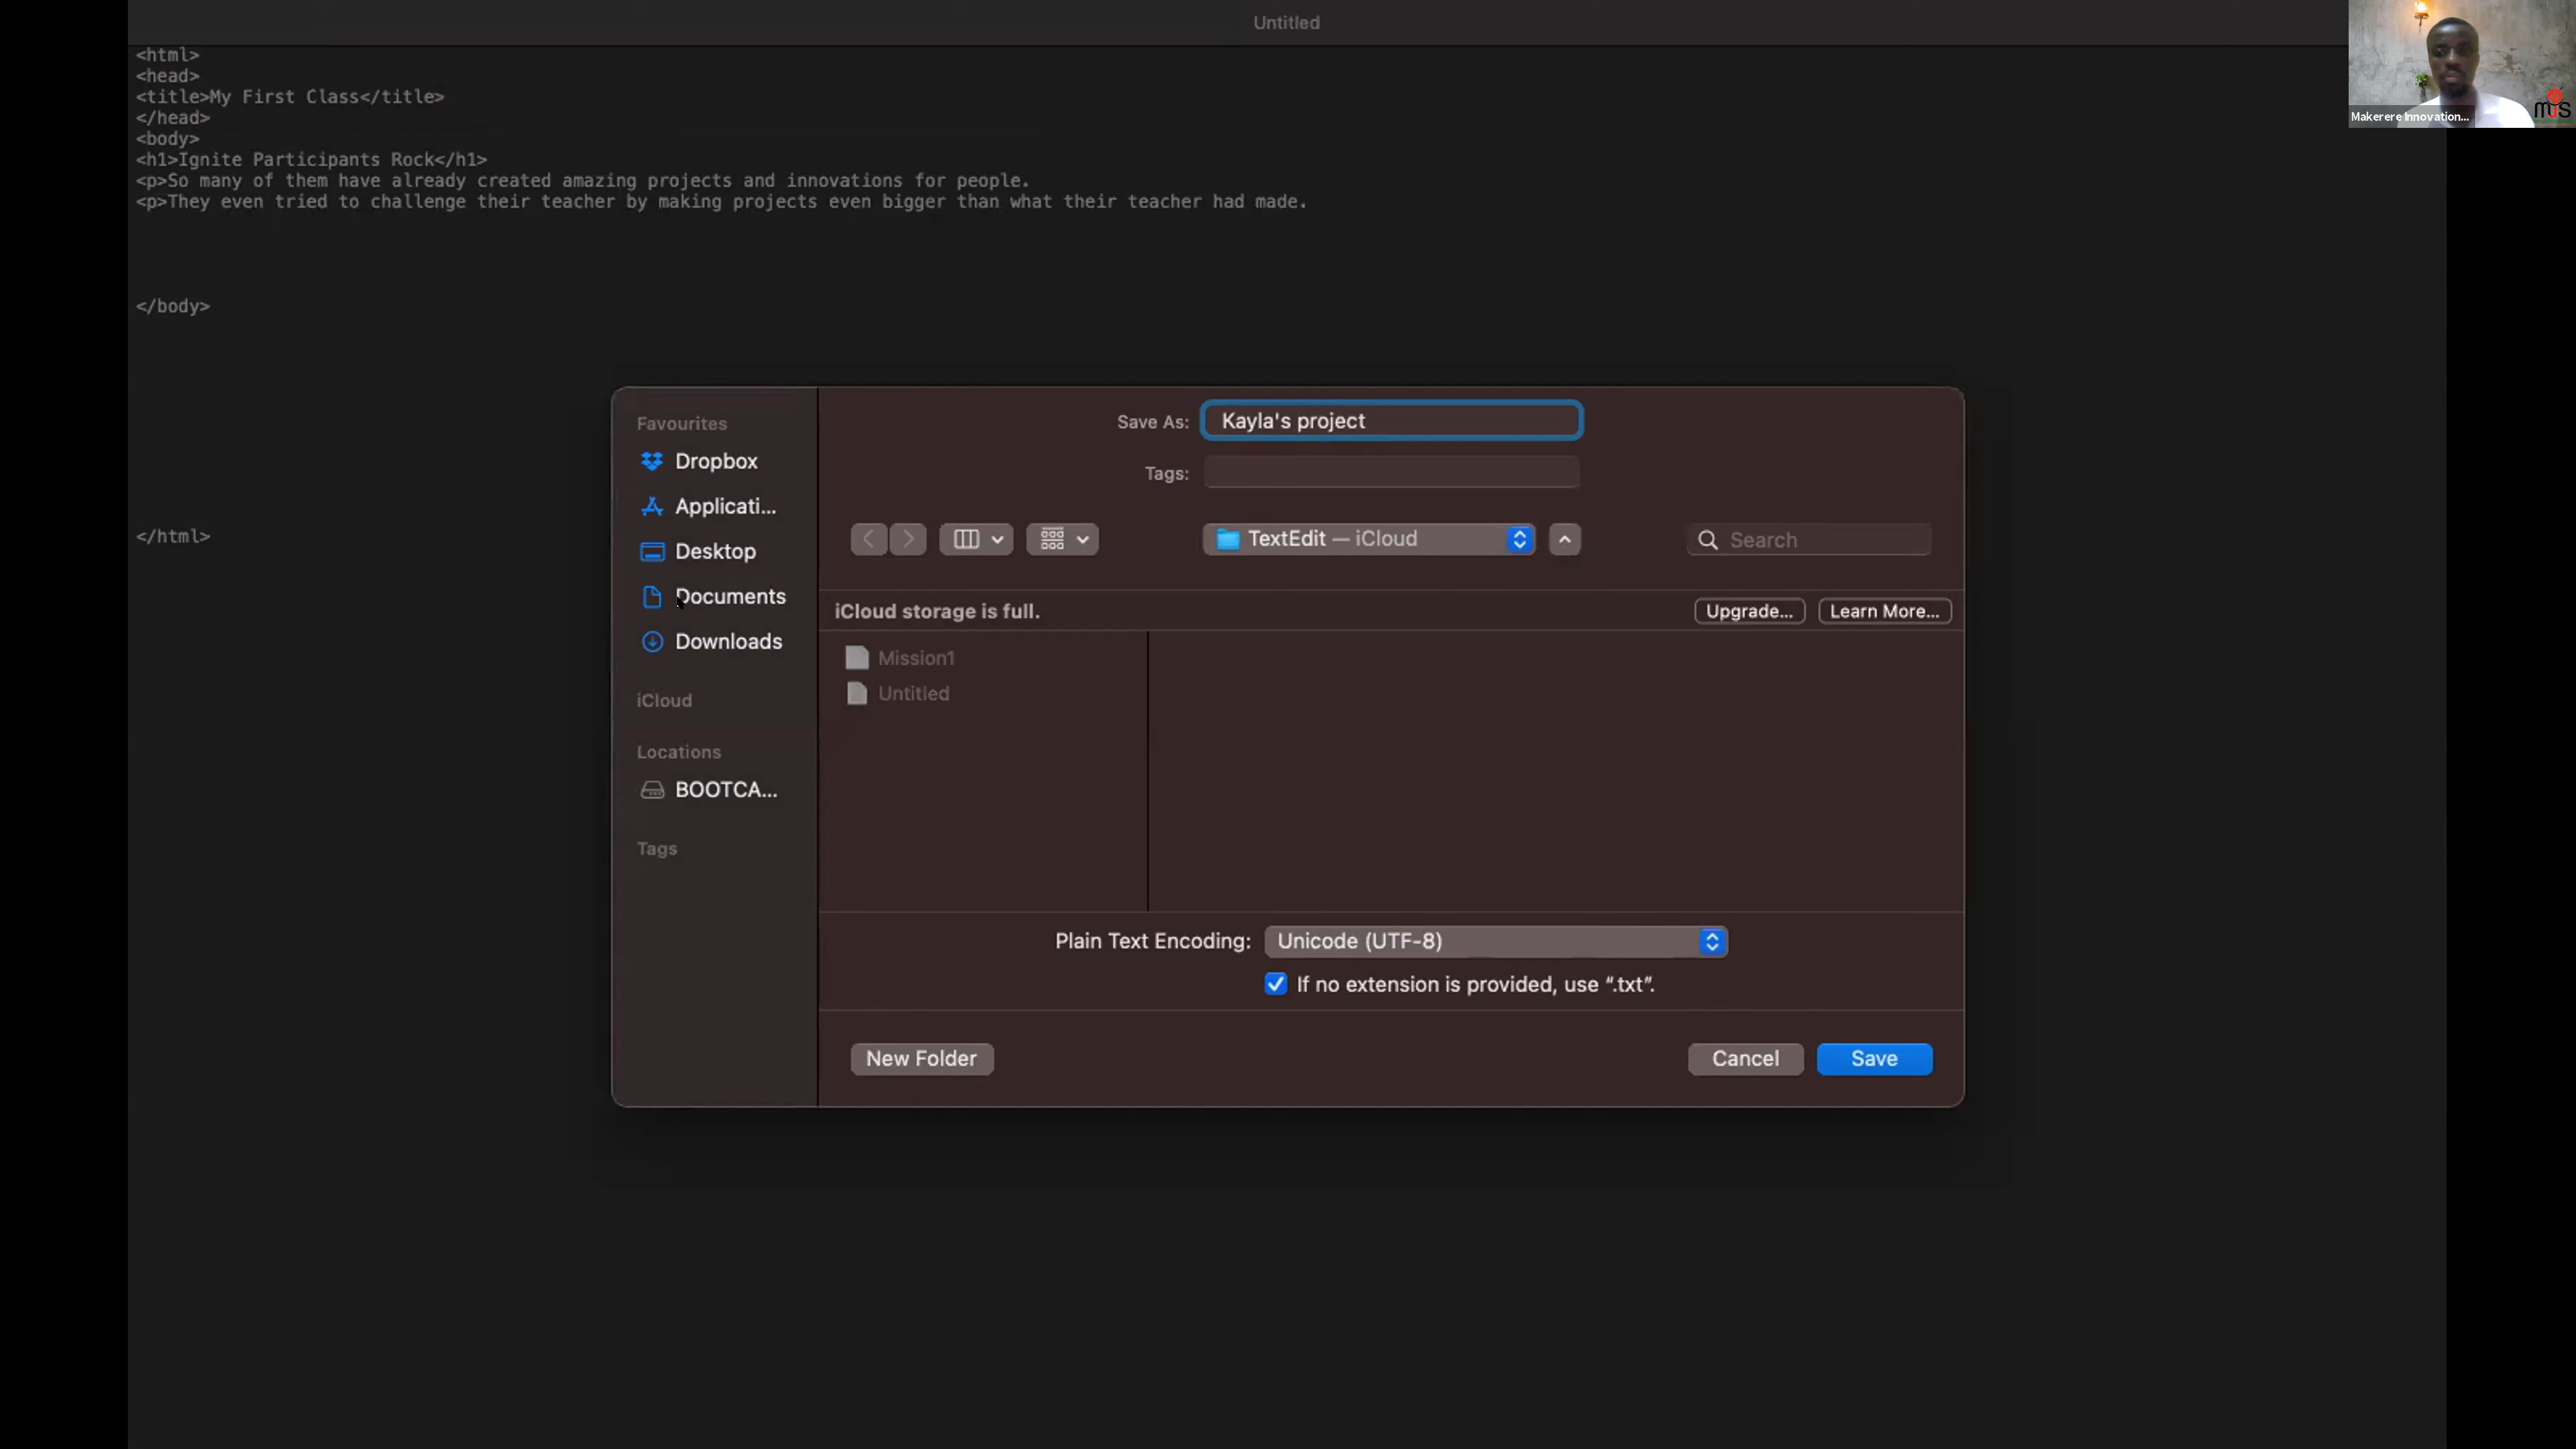 Untitled
<html>
<head>
<title>My First Class</title>
</head>
<body>
<h1>Ignite Participants Rock</h1>
<p>So many of them have already created amazing projects and innovations for people.
<p>They even tried to challenge their teacher by making projects even bigger than what their teacher had made.
</body>
</html>
Makerere Innovation...
mis
Favourites
Dropbox
Applicati...
Desktop
Documents
Downloads
iCloud
Locations
BOOTCA...
Tags
Save As: Kayla's project
Tags:
TextEdit — iCloud
Search
iCloud storage is full.
Upgrade...
Learn More...
Mission1
Untitled
Plain Text Encoding: Unicode (UTF-8)
If no extension is provided, use “.txt”.
New Folder
Cancel
Save